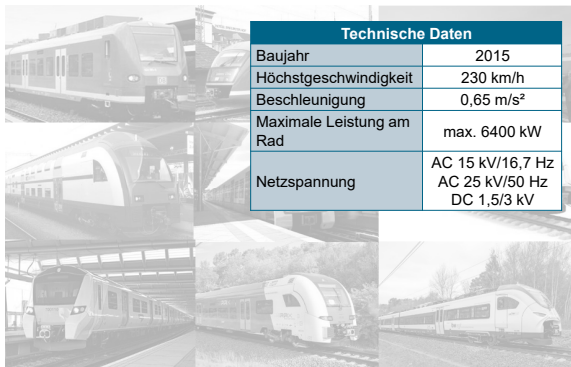 Technische Daten
Baujahr 2015
Höchstgeschwindigkeit 230 km/h
Beschleunigung 0,65 m/s²
Maximale Leistung am
Rad
max. 6400 kW
Netzspannung
AC 15 kV/16,7 Hz
AC 25 kV/50 Hz
DC 1,5/3 kV